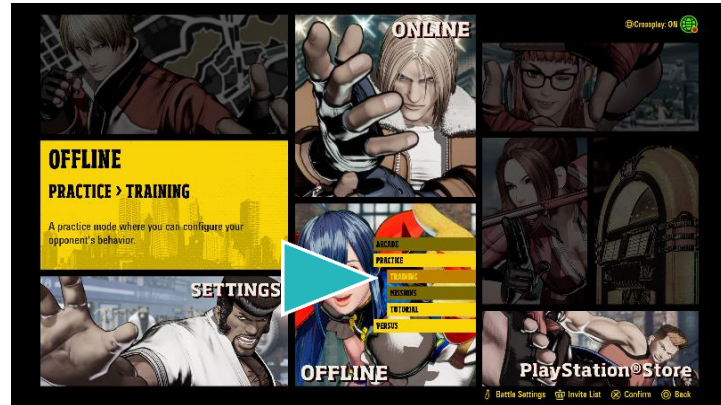 ONLINE
Crossplay: ON
OFFLINE
PRACTICE > TRAINING
A practice mode where you can configure your
opponent's behavior.
SETTINGS
ARCADE
PRACTICE
TRAINING
MISSIONS
TUTORIAL
VERSUS
OFFLINE
PlayStation®Store
Battle Settings Invite List Confirm Back